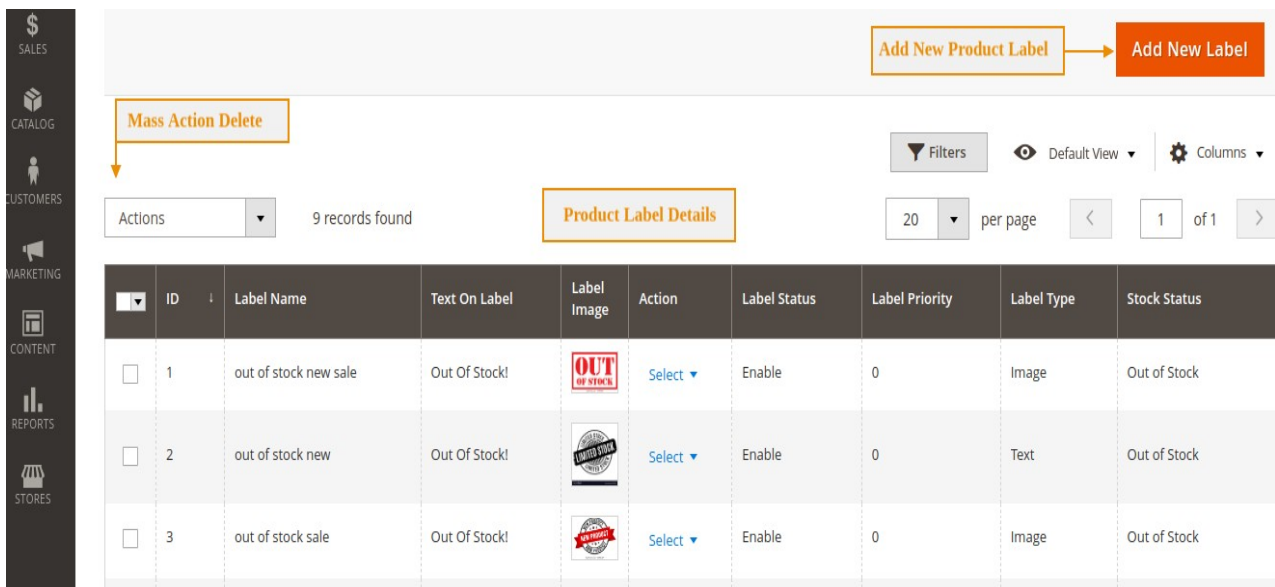 $
SALES
CATALOG
CUSTOMERS
MARKETING
CONTENT
REPORTS
STORES
Add New Product Label
Add New Label
Mass Action Delete
Filters
Default View
Columns
Actions
9 records found
Product Label Details
20
per page
1
of 1
ID
Label Name
Text On Label
Label
Image
Action
Label Status
Label Priority
Label Type
Stock Status
1
out of stock new sale
Out Of Stock!
OUT
OF STOCK
Select
Enable
0
Image
Out of Stock
2
out of stock new
Out Of Stock!
LIMITED STOCK
Select
Enable
0
Text
Out of Stock
3
out of stock sale
Out Of Stock!
NEW PRODUCT
Select
Enable
0
Image
Out of Stock